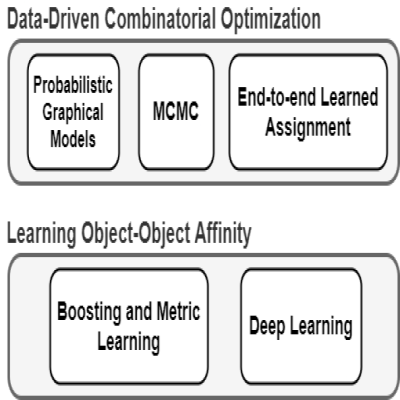 Data-Driven Combinatorial Optimization
Probabilistic
Graphical
Models
MCMC
End-to-end Learned
Assignment
Learning Object-Object Affinity
Boosting and Metric
Learning
Deep Learning